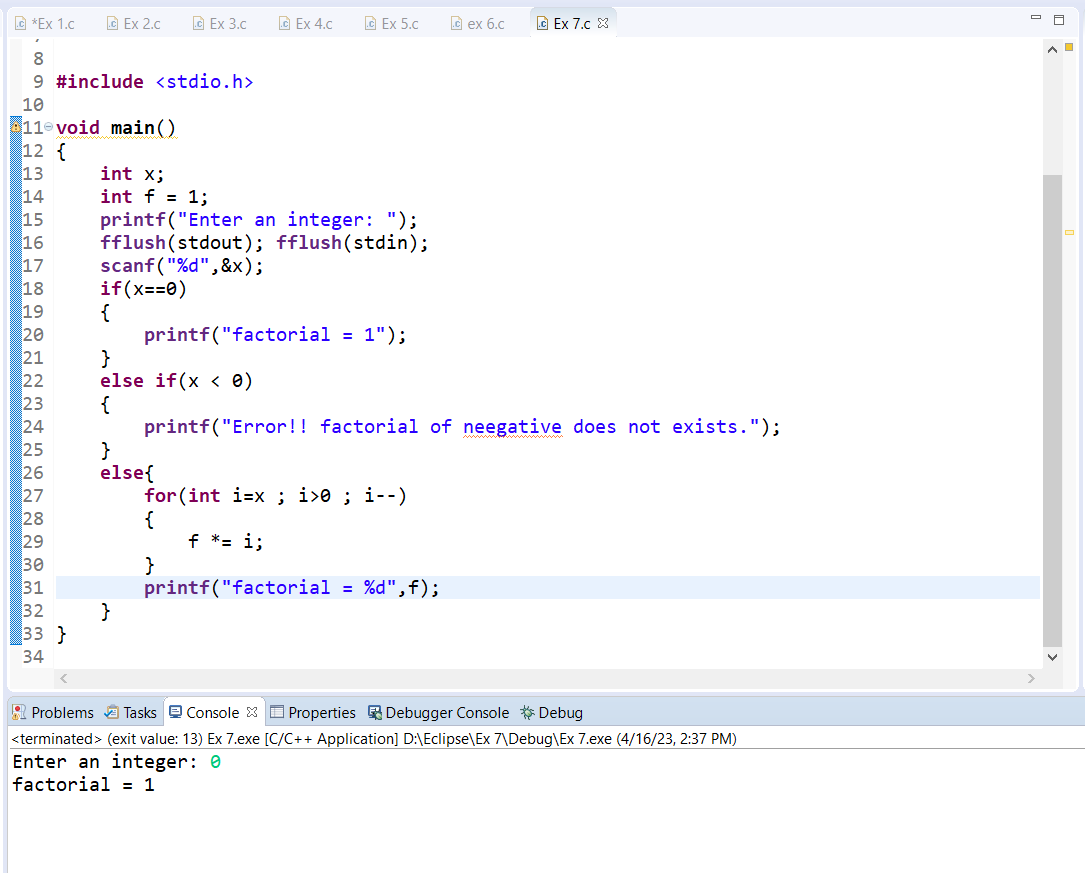 *Ex 1.c Ex 2.c Ex 3.c Ex 4.c Ex 5.c ex 6.c Ex 7.c
8
9 #include <stdio.h>
10
11 void main()
12 {
13     int x;
14     int f = 1;
15     printf("Enter an integer: ");
16     fflush(stdout); fflush(stdin);
17     scanf("%d",&x);
18     if(x==0)
19     {
20         printf("factorial = 1");
21     }
22     else if(x < 0)
23     {
24         printf("Error!! factorial of neegative does not exists.");
25     }
26     else{
27         for(int i=x ; i>0 ; i--)
28         {
29             f *= i;
30         }
31         printf("factorial = %d",f);
32     }
33 }
34
Problems Tasks Console Properties Debugger Console Debug
<terminated> (exit value: 13) Ex 7.exe [C/C++ Application] D:\Eclipse\Ex 7\Debug\Ex 7.exe (4/16/23, 2:37 PM)
Enter an integer: 0
factorial = 1